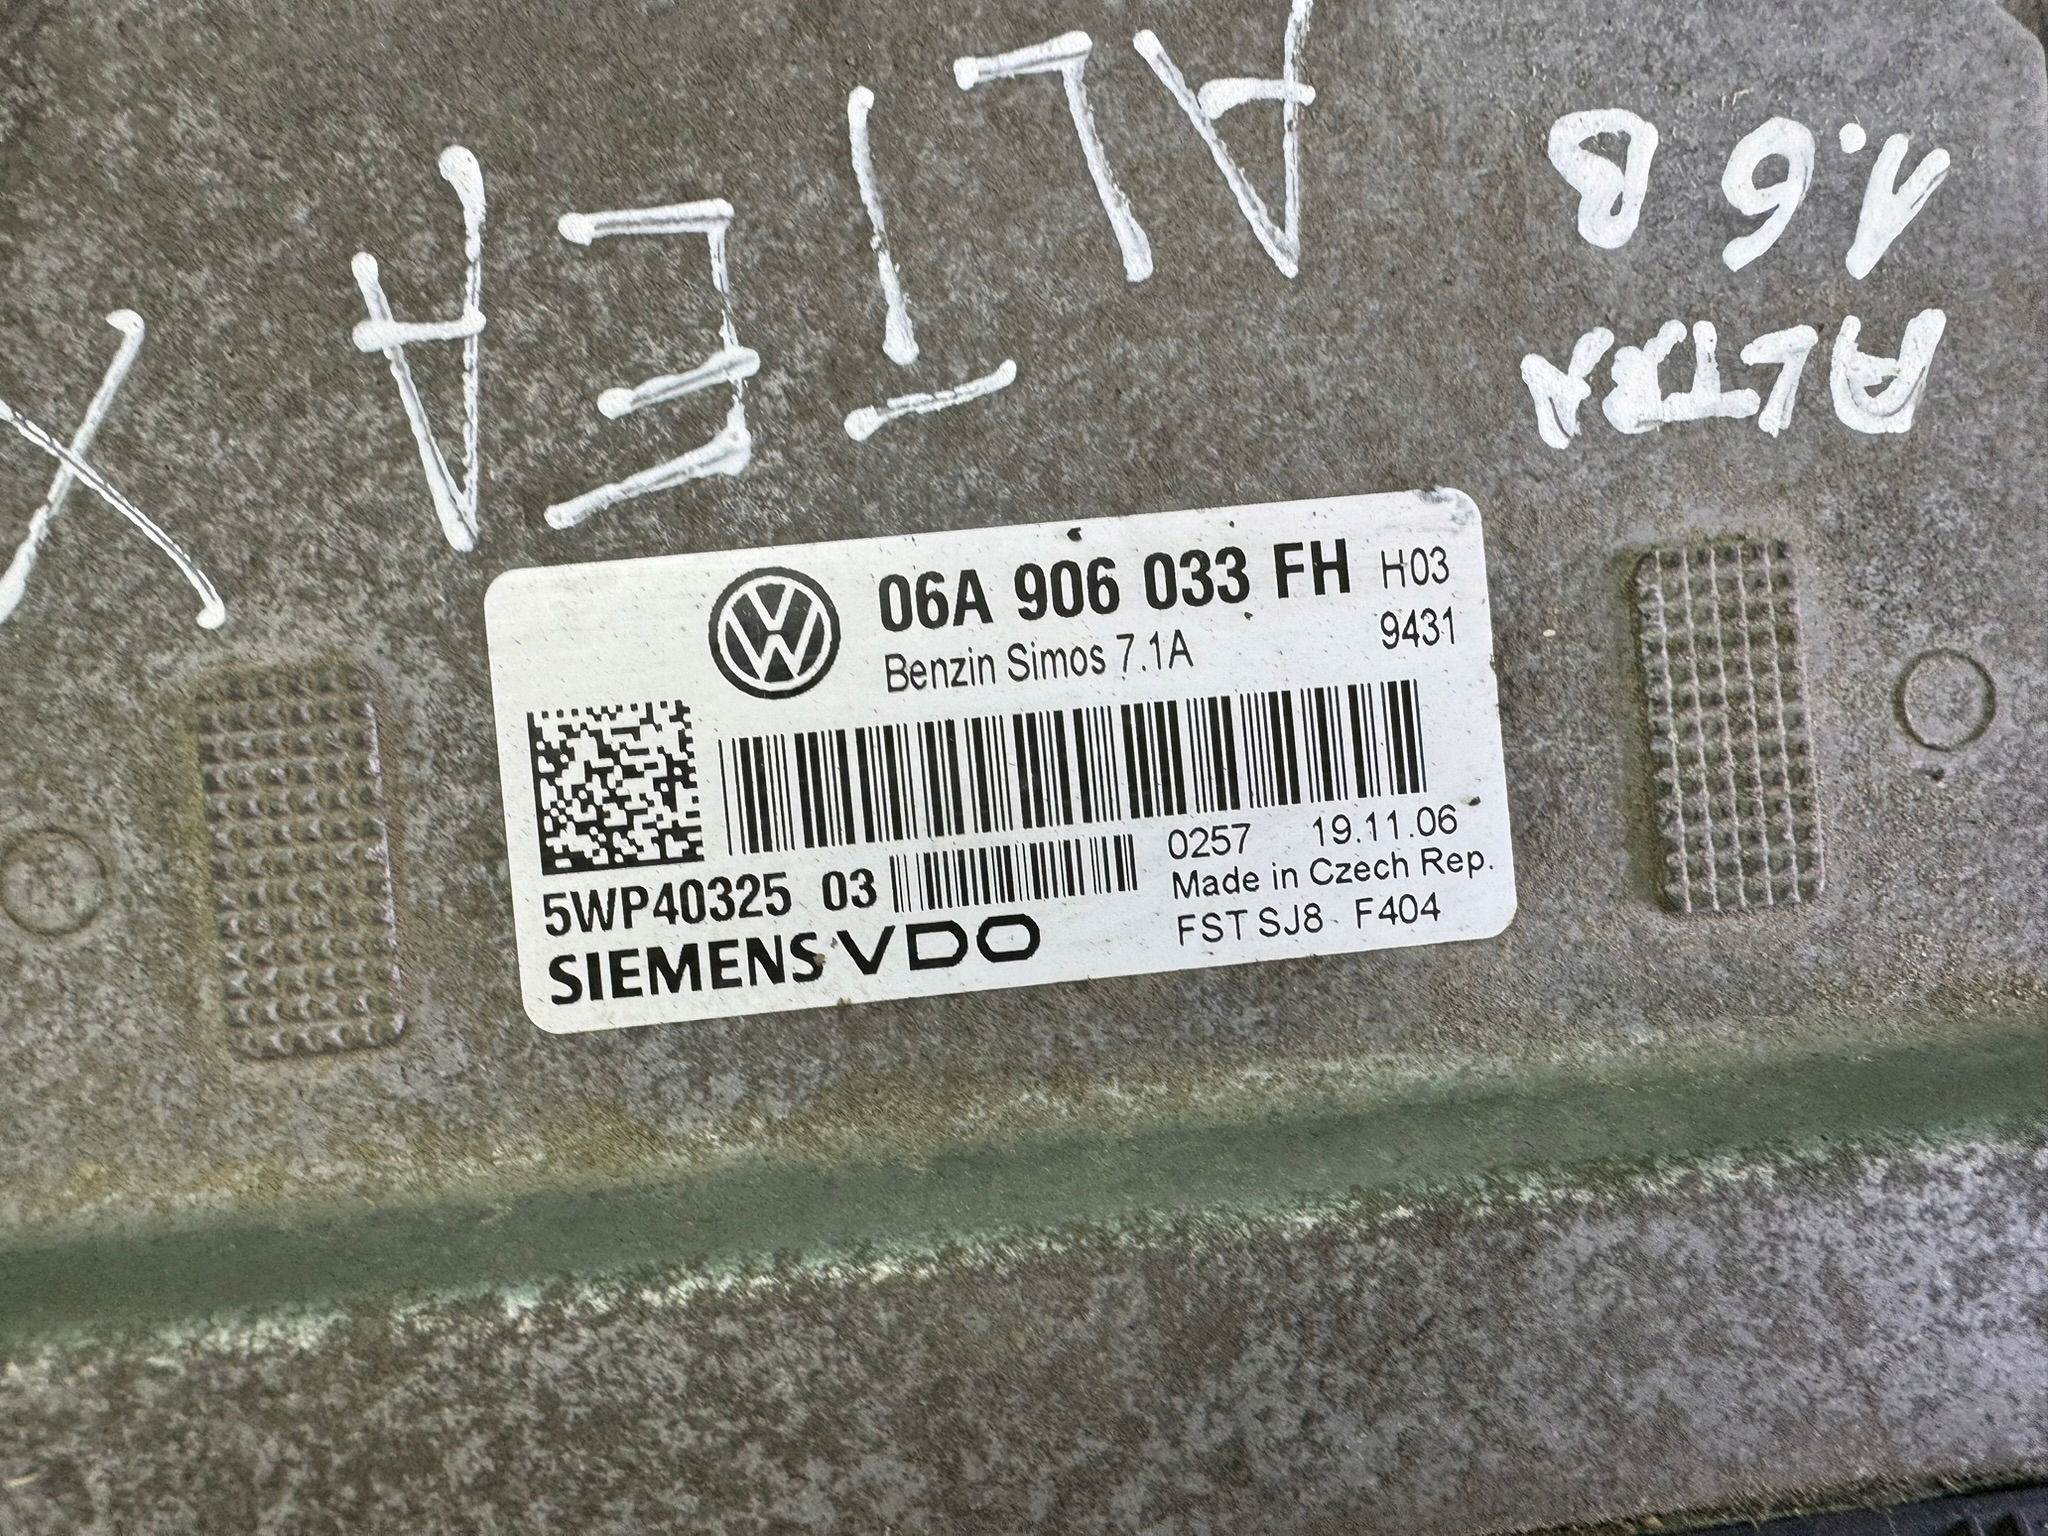 ALTEA X
1.6B
ALTEA
06A 906 033 FH H03
Benzin Simos 7.1A 9431
0257 19.11.06
5WP40325 03
Made in Czech Rep.
SIEMENS VDO
FST SJ8 F404